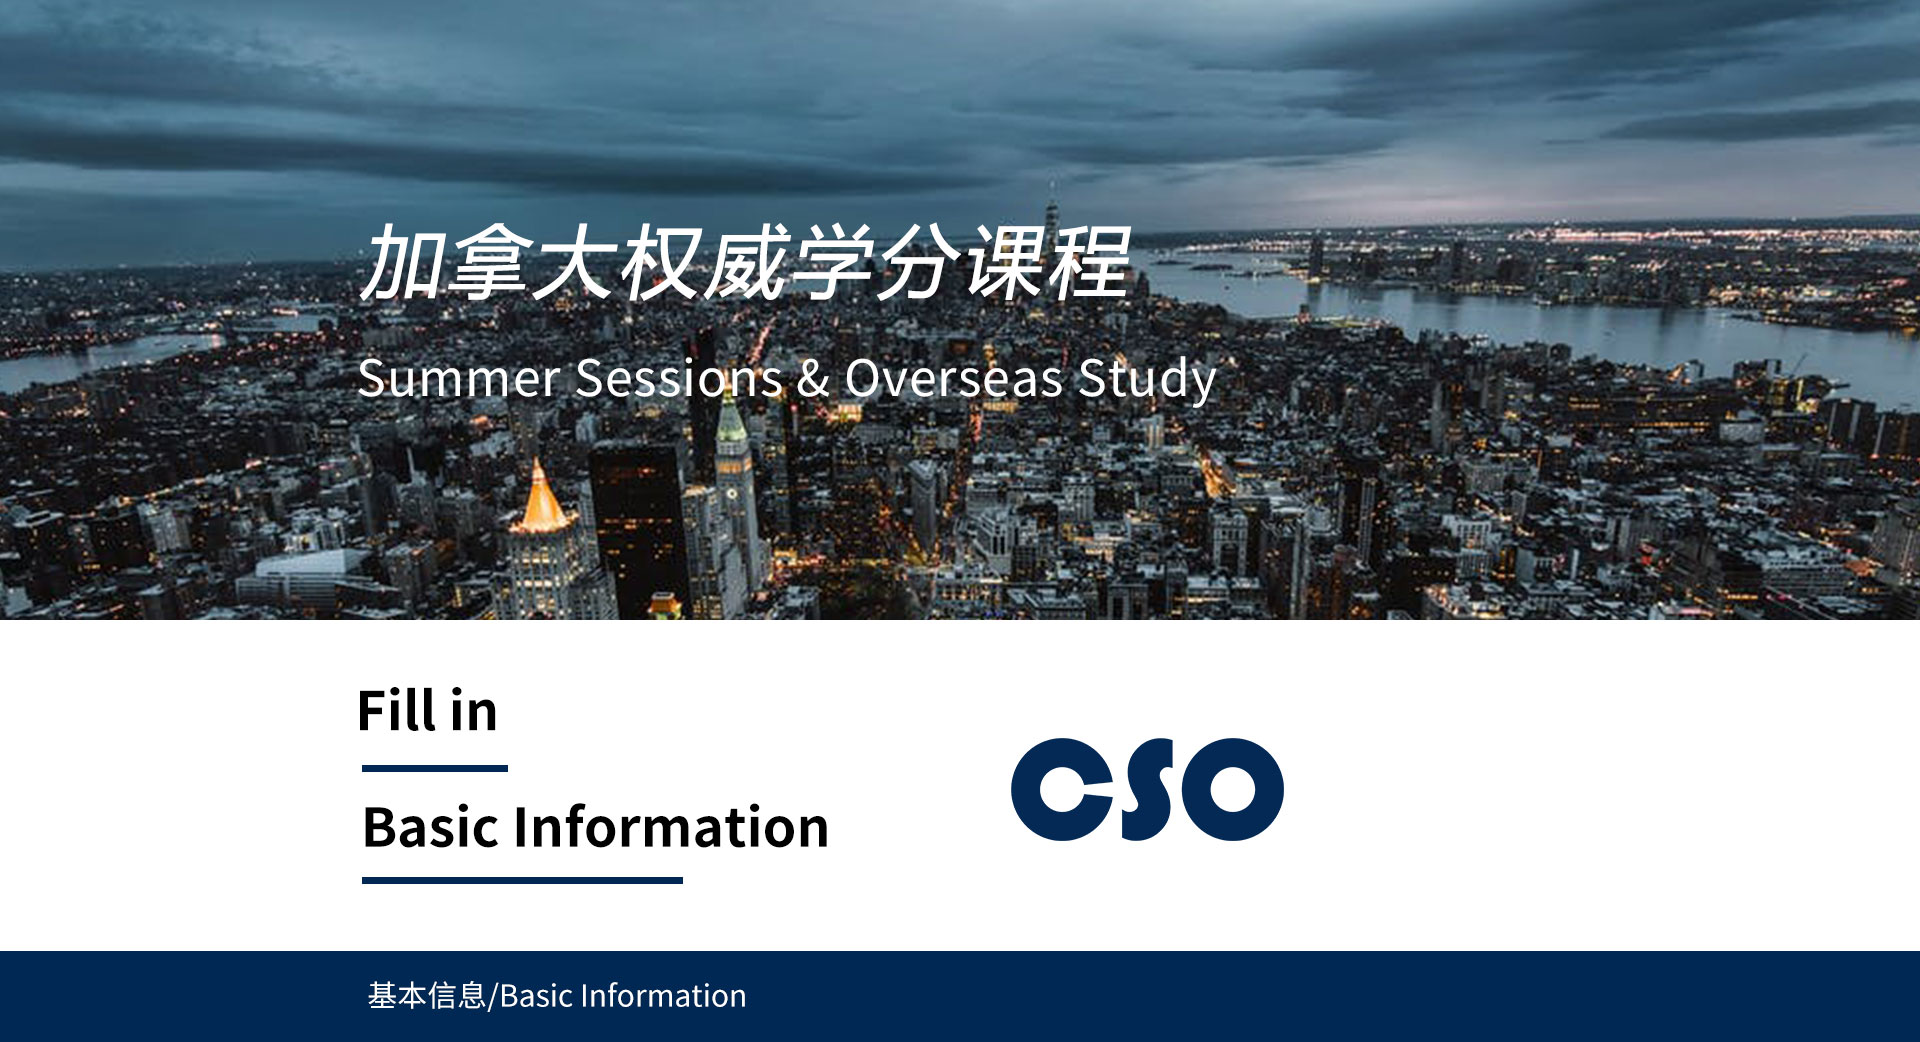 加拿大权威学分课程
Summer Sessions & Overseas Study
Fill in
Basic Information
CSO
基本信息/Basic Information